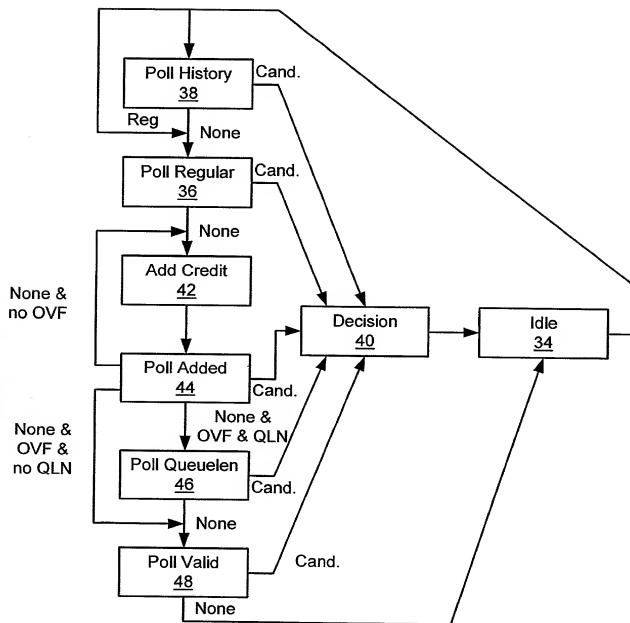 Poll History
38
Cand.
Reg
None
Poll Regular
36
Cand.
None
Add Credit
42
None &
no OVF
Decision
40
Idle
34
Poll Added
44
Cand.
None &
OVF & QLN
None &
OVF &
no QLN
Poll Queuelen
46
Cand.
None
Poll Valid
48
Cand.
None